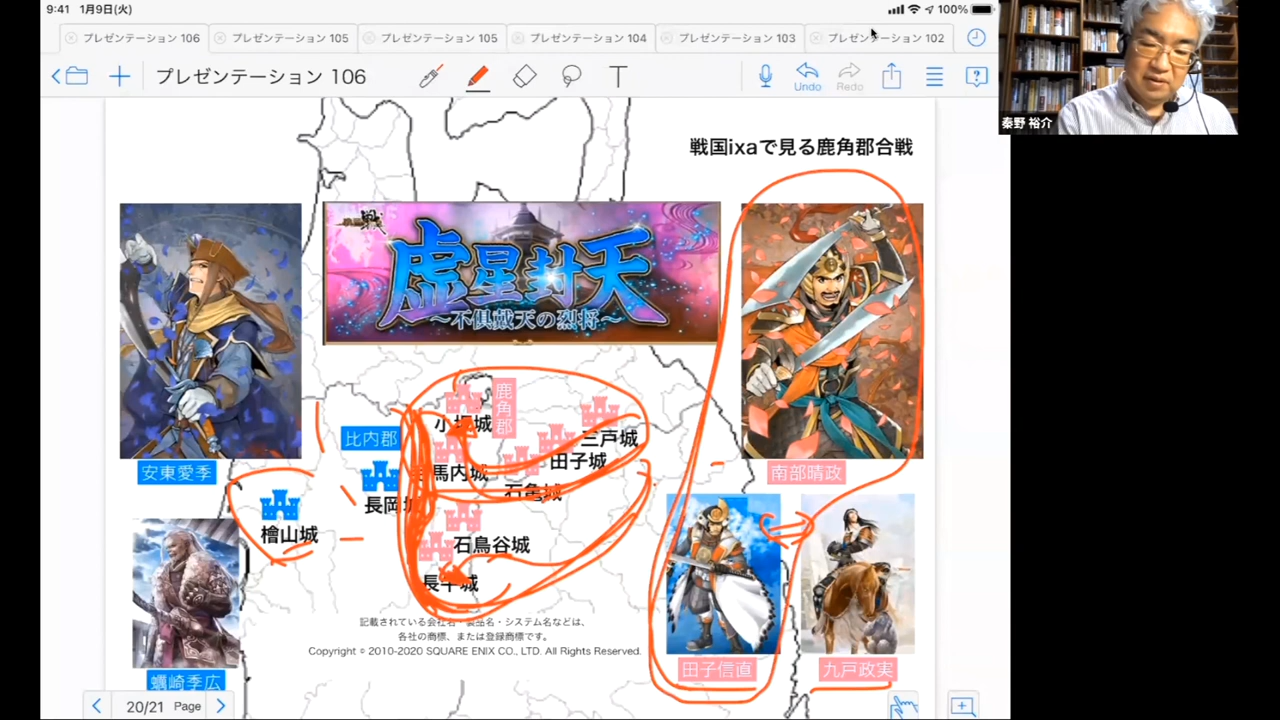 9:41 1月9日(火)
100%
プレゼンテーション 106
プレゼンテーション 105
プレゼンテーション 105
プレゼンテーション 104
プレゼンテーション 103
プレゼンテーション 102
プレゼンテーション 106
Undo
Redo
秦野 裕介
戦国ixaで見る鹿角郡合戦
虚星封天
～不倶戴天の烈将～
安東愛季
南部晴政
鹿角郡
小坂城
三戸城
比内郡
田子城
馬内城
石亀城
長岡城
檜山城
石鳥谷城
長牛城
蠣崎季広
田子信直
九戸政実
記載されている会社名・製品名・システム名などは、
各社の商標、または登録商標です。
Copyright © 2010-2020 SQUARE ENIX CO., LTD. All Rights Reserved.
20/21 Page